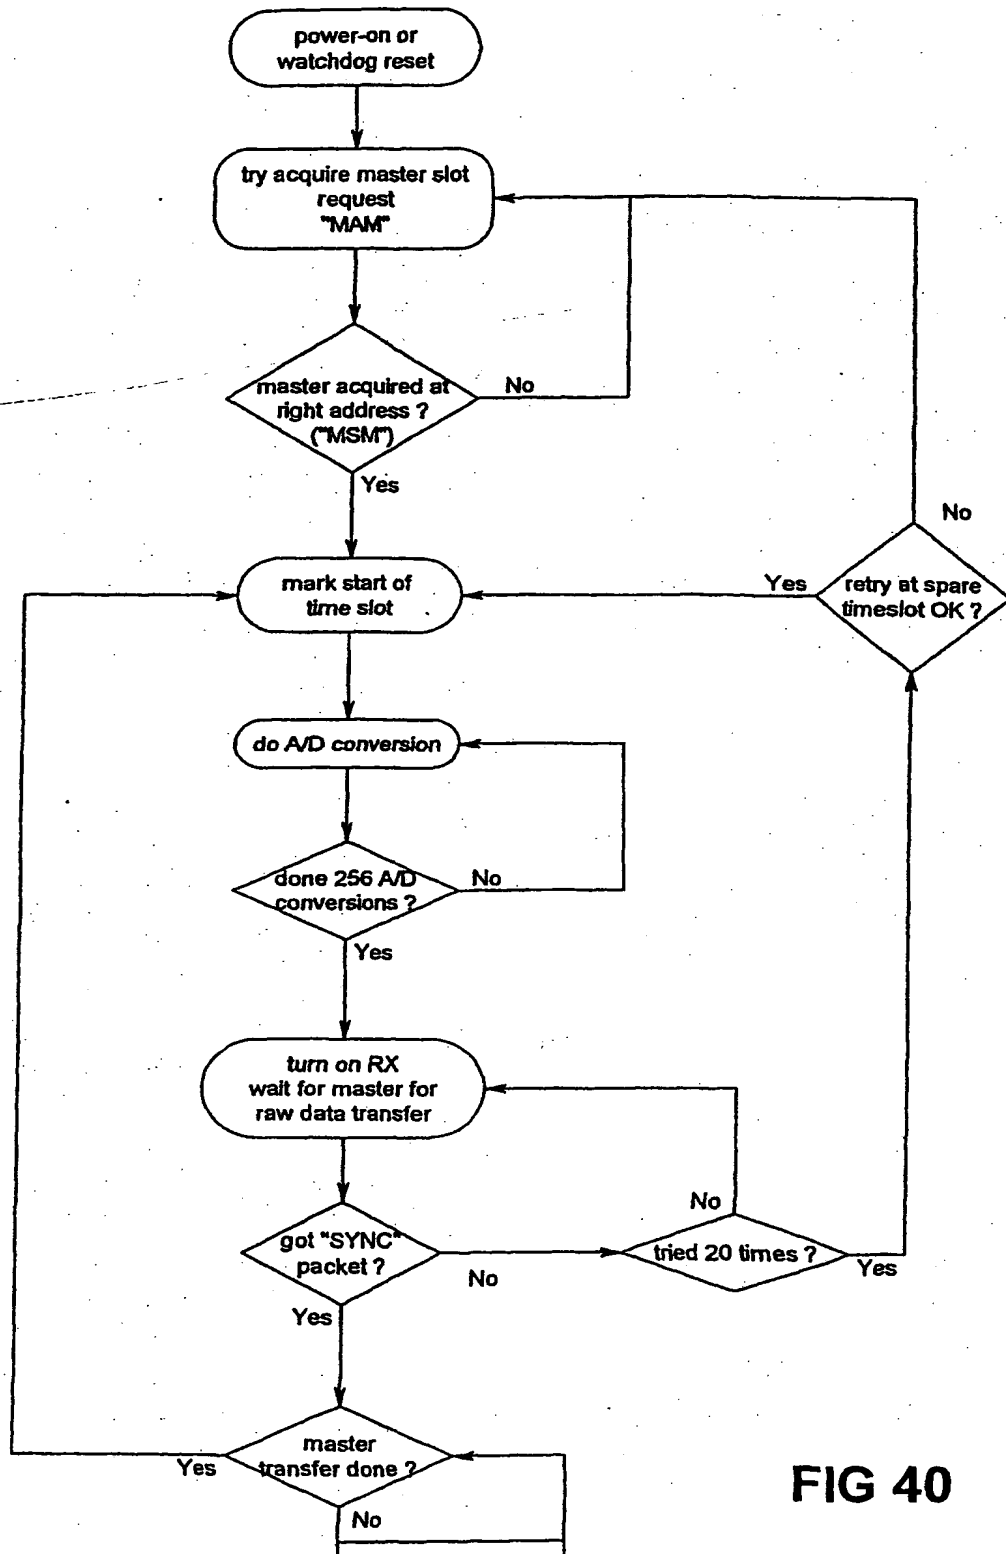 power-on or
watchdog reset
try acquire master slot
request
"MAM"
master acquired at
right address ?
("MSM")
No
Yes
mark start of
time slot
Yes
retry at spare
timeslot OK ?
No
do A/D conversion
done 256 A/D
conversions ?
No
Yes
turn on RX
wait for master for
raw data transfer
got "SYNC"
packet ?
No
Yes
tried 20 times ?
No
Yes
master
transfer done ?
Yes
No
FIG 40